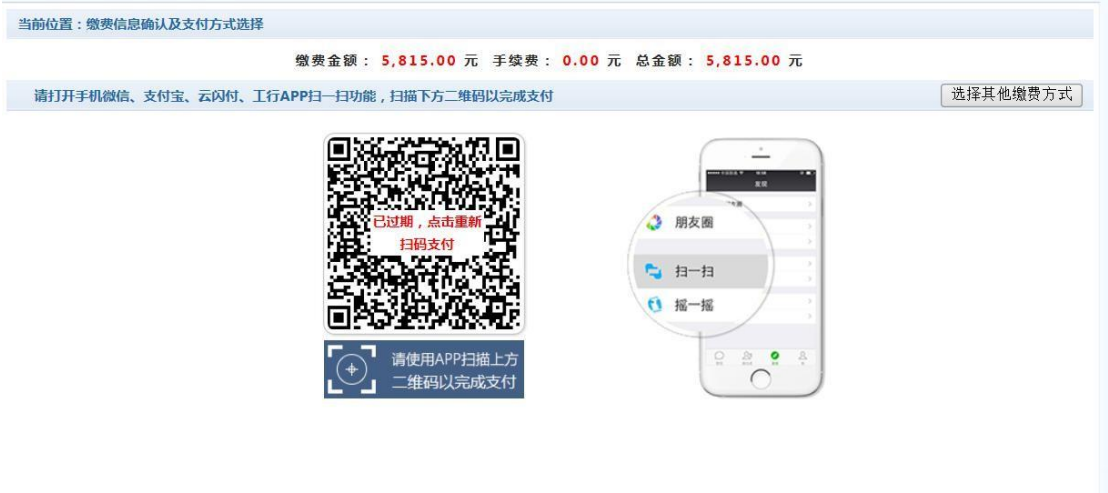 当前位置：缴费信息确认及支付方式选择
缴费金额： 5,815.00 元 手续费： 0.00 元 总金额： 5,815.00 元
请打开手机微信、支付宝、云闪付、工行APP扫一扫功能，扫描下方二维码以完成支付
选择其他缴费方式
已过期，点击重新
扫码支付
请使用APP扫描上方
二维码以完成支付
发现
朋友圈
扫一扫
摇一摇